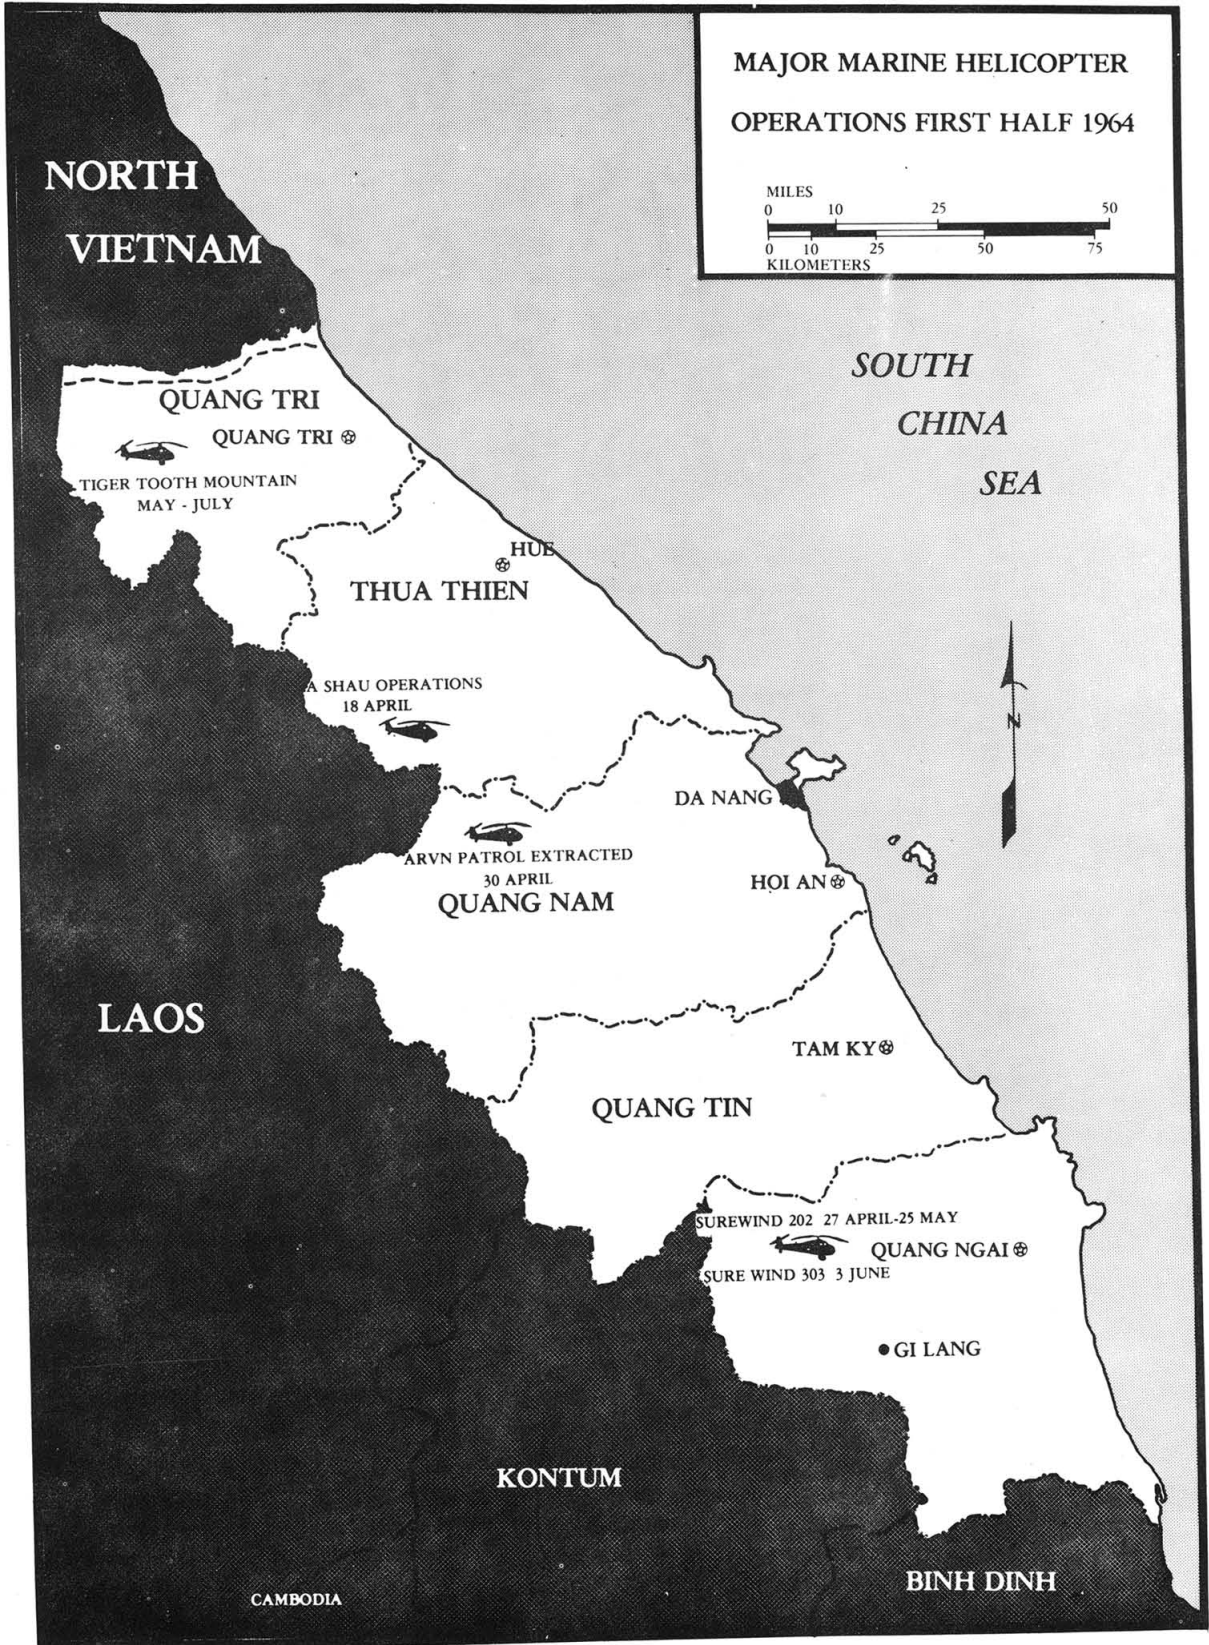 MAJOR MARINE HELICOPTER
OPERATIONS FIRST HALF 1964
MILES
0 10 25 50
0 10 25 50 75
KILOMETERS
NORTH
VIETNAM
SOUTH
CHINA
SEA
QUANG TRI
QUANG TRI
TIGER TOOTH MOUNTAIN
MAY - JULY
HUE
THUA THIEN
A SHAU OPERATIONS
18 APRIL
N
DA NANG
ARVN PATROL EXTRACTED
30 APRIL
HOI AN
QUANG NAM
LAOS
TAM KY
QUANG TIN
SUREWIND 202 27 APRIL-25 MAY
QUANG NGAI
SURE WIND 303 3 JUNE
GI LANG
KONTUM
BINH DINH
CAMBODIA